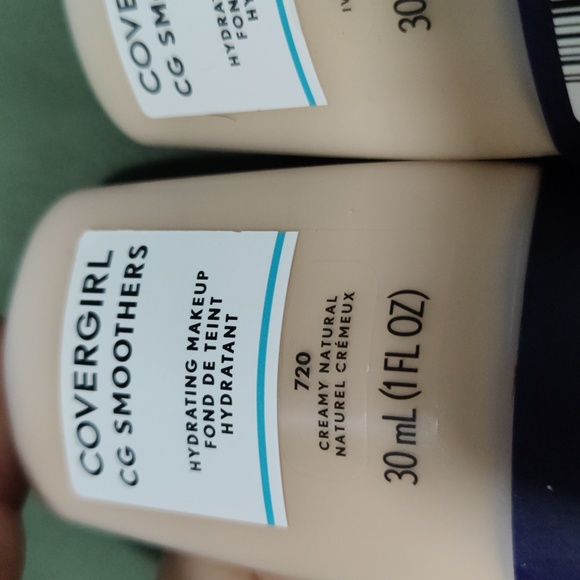 COVERGIRL
CG SMOOTHERS
HYDRATING MAKEUP
FOND DE TEINT
HYDRATANT
720
CREAMY NATURAL
NATUREL CRÉMEUX
30 mL (1 FL OZ)
COVE
CG SM
HYDRA
FON
HY
IV
30